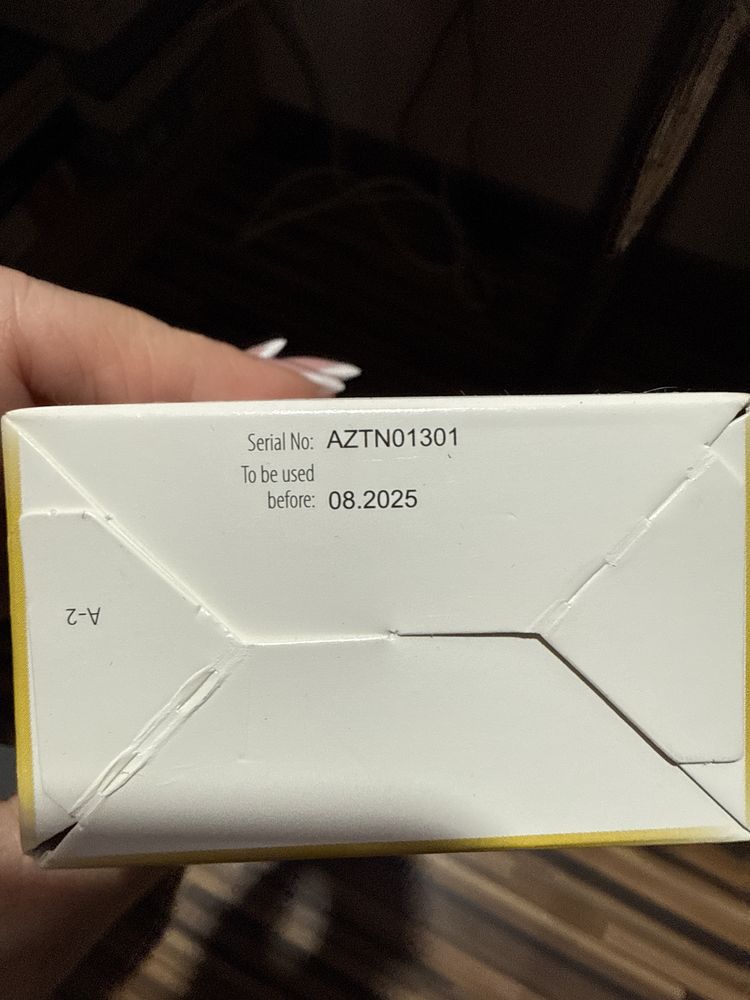 Serial No: AZTN01301
To be used
before: 08.2025
A-2